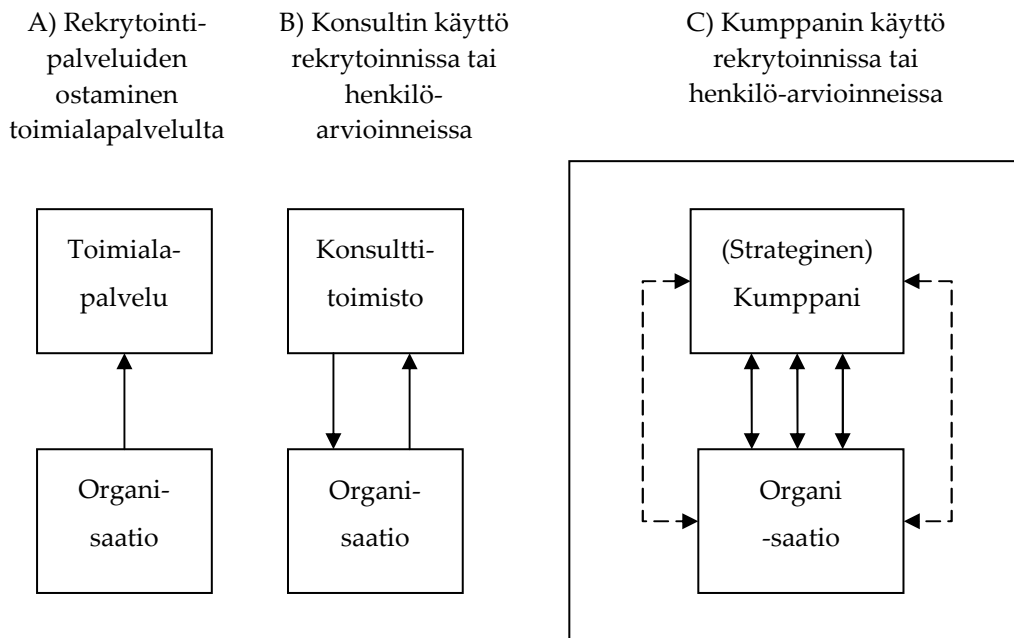 A) Rekrytointi-
palveluiden
ostaminen
toimialapalvelulta
B) Konsultin käyttö
rekrytoinnissa tai
henkilö-
arvioinneissa
C) Kumppanin käyttö
rekrytoinnissa tai
henkilö-arvioinneissa
Toimiala-
palvelu
Organi-
saatio
Konsultti-
toimisto
Organi-
saatio
(Strateginen)
Kumppani
Organi
-saatio